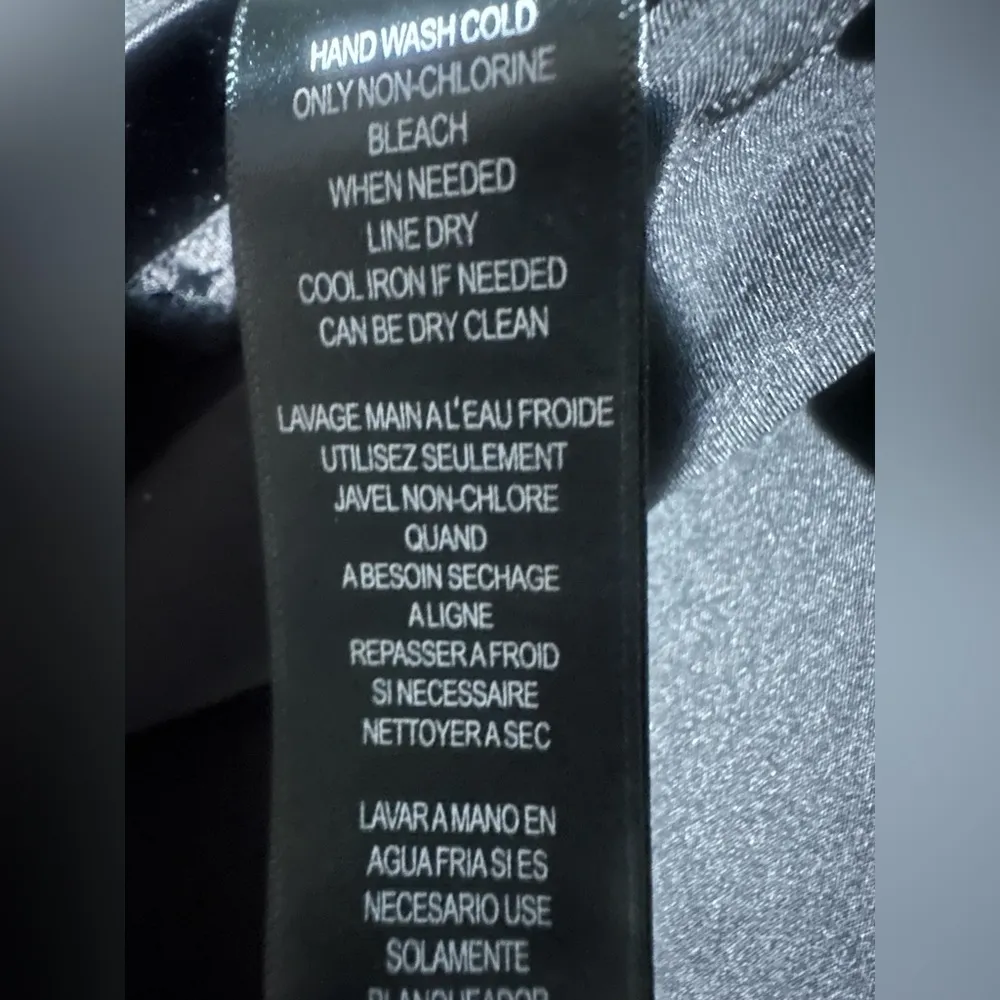 HAND WASH COLD
ONLY NON-CHLORINE
BLEACH
WHEN NEEDED
LINE DRY
COOL IRON IF NEEDED
CAN BE DRY CLEAN
LAVAGE MAIN A L'EAU FROIDE
UTILISEZ SEULEMENT
JAVEL NON-CHLORE
QUAND
A BESOIN SECHAGE
A LIGNE
REPASSER A FROID
SI NECESSAIRE
NETTOYER A SEC
LAVAR A MANO EN
AGUA FRIA SI ES
NECESARIO USE
SOLAMENTE
BLANQUEADOR